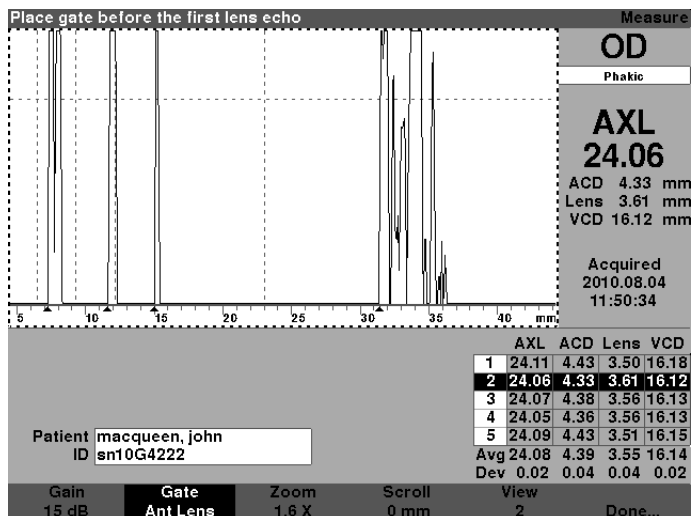 Place gate before the first lens echo
Measure
OD
Phakic
AXL
24.06
ACD 4.33 mm
Lens 3.61 mm
VCD 16.12 mm
Acquired
2010.08.04
11:50:34
5 10 15 20 25 30 35 40 mm
AXL ACD Lens VCD
1 24.11 4.43 3.50 16.18
2 24.06 4.33 3.61 16.12
3 24.07 4.38 3.56 16.13
4 24.05 4.36 3.56 16.13
5 24.09 4.43 3.51 16.15
Avg 24.08 4.39 3.55 16.14
Dev 0.02 0.04 0.04 0.02
Patient macqueen, john
ID sn10G4222
Gain Gate Zoom Scroll View
15 dB Ant Lens 1.6 X 0 mm 2 Done...